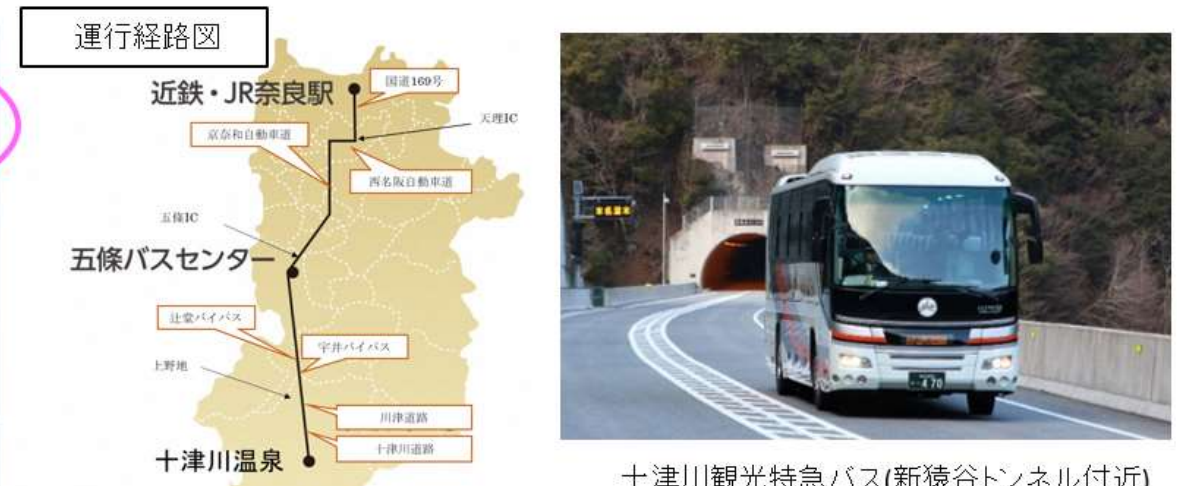 運行経路図
近鉄・JR奈良駅
国道169号
天理IC
京奈和自動車道
西名阪自動車道
五條IC
五條バスセンター
辻堂バイパス
宇井バイパス
上野地
川津道路
十津川道路
十津川温泉
470
十津川観光特急バス(新猿谷トンネル付近)